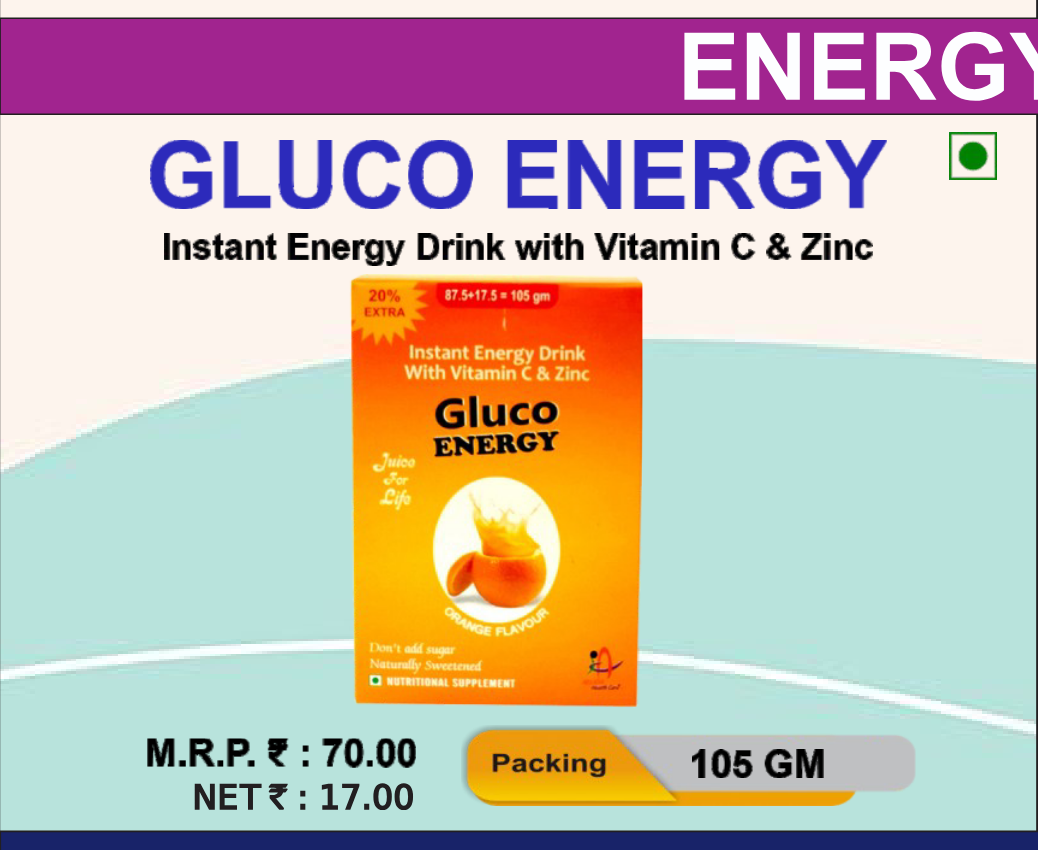 ENERGY
GLUCO ENERGY
Instant Energy Drink with Vitamin C & Zinc
20%
EXTRA
87.5+17.5 = 105 gm
Instant Energy Drink
With Vitamin C & Zinc
Gluco
ENERGY
Juice
For
Life
ORANGE FLAVOUR
Don't add sugar
Naturally Sweetened
NUTRITIONAL SUPPLEMENT
Health Care
M.R.P. ₹ : 70.00
NET ₹ : 17.00
Packing
105 GM